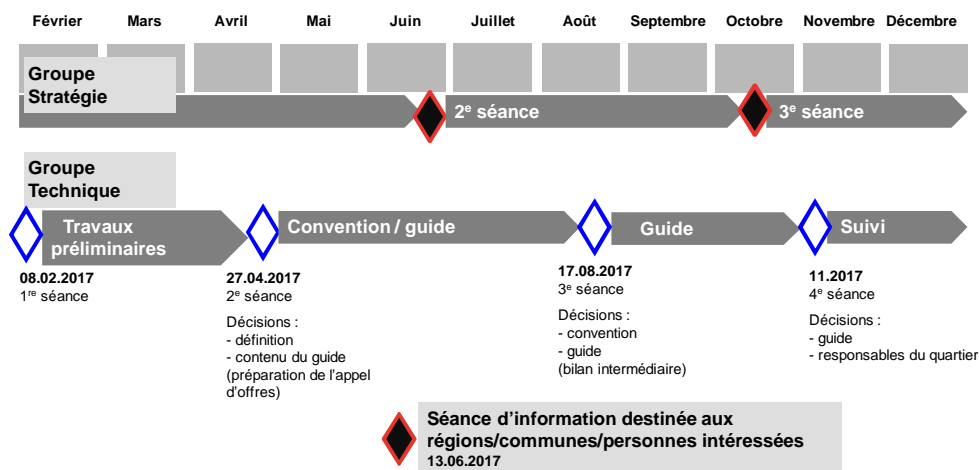 Février Mars Avril Mai Juin Juillet Août Septembre Octobre Novembre Décembre
Groupe
Stratégie
2e séance
3e séance
Groupe
Technique
Travaux
préliminaires
Convention / guide
Guide
Suivi
08.02.2017
1re séance
27.04.2017
2e séance
Décisions :
- définition
- contenu du guide
(préparation de l’appel
d’offres)
17.08.2017
3e séance
Décisions :
- convention
- guide
(bilan intermédiaire)
11.2017
4e séance
Décisions :
- guide
- responsables du quartier
Séance d’information destinée aux
régions/communes/personnes intéressées
13.06.2017